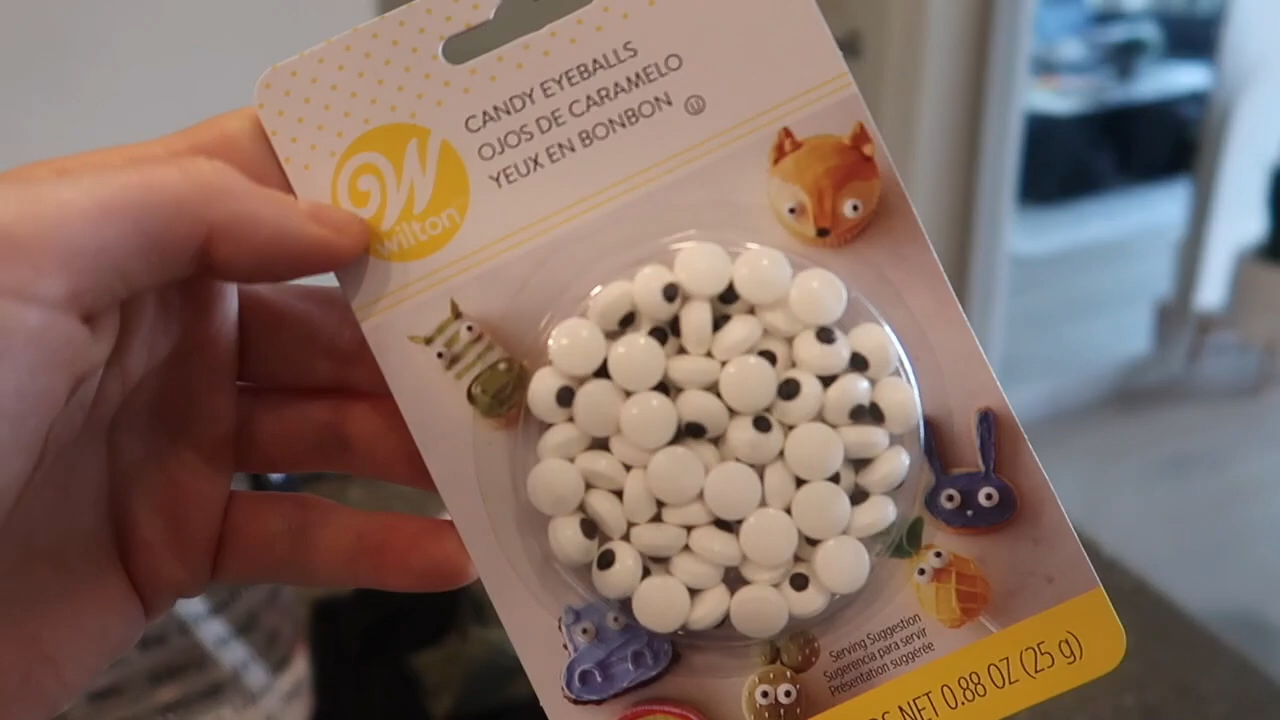 CANDY EYEBALLS
OJOS DE CARAMELO
YEUX EN BONBON
W
Wilton
Serving Suggestion
Sugerencia para servir
Présentation suggérée
NET 0.88 OZ (25 g)